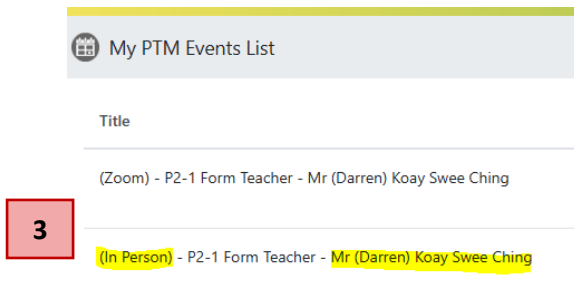 My PTM Events List
Title
(Zoom) - P2-1 Form Teacher - Mr (Darren) Koay Swee Ching
3
(In Person) - P2-1 Form Teacher - Mr (Darren) Koay Swee Ching